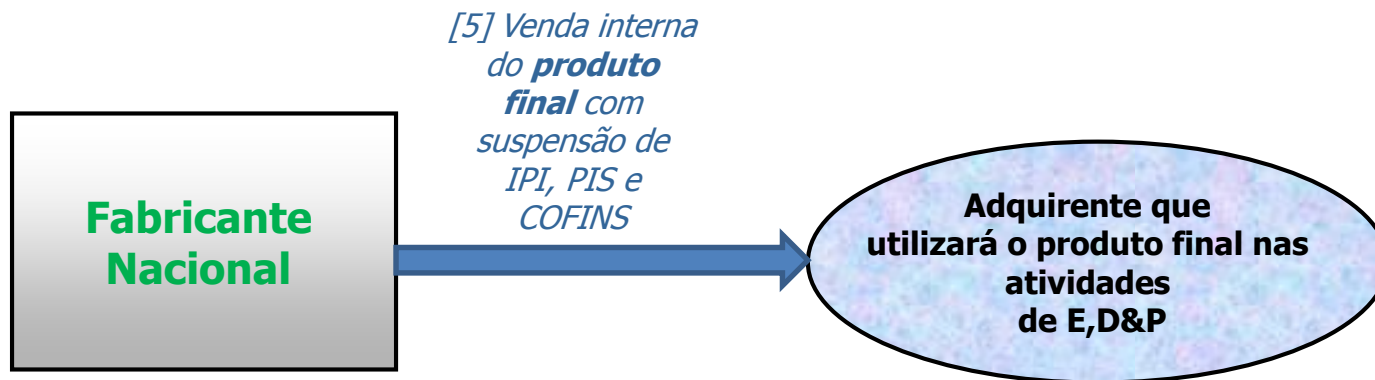 [5] Venda interna
do produto
final com
suspensão de
IPI, PIS e
COFINS
Fabricante
Nacional
Adquirente que
utilizará o produto final nas
atividades
de E,D&P